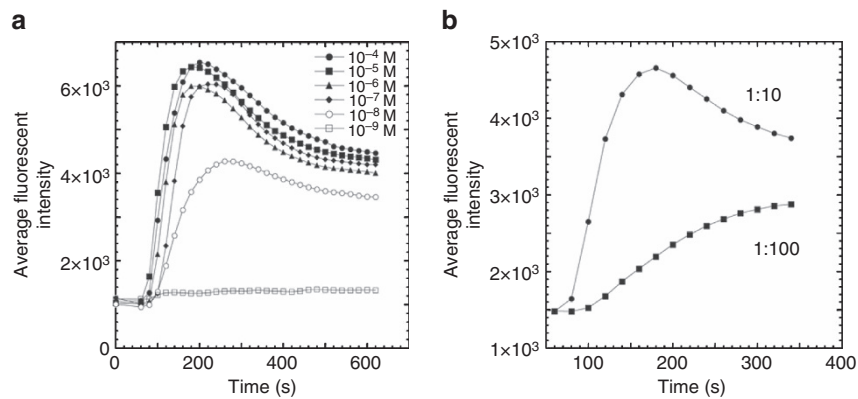 a
Average fluorescent
intensity
6×10³
4×10³
2×10³
0
0
200
400
600
Time (s)
10⁻⁴ M
10⁻⁵ M
10⁻⁶ M
10⁻⁷ M
10⁻⁸ M
10⁻⁹ M
b
Average fluorescent
intensity
5×10³
4×10³
3×10³
2×10³
1×10³
100
200
300
400
Time (s)
1:10
1:100